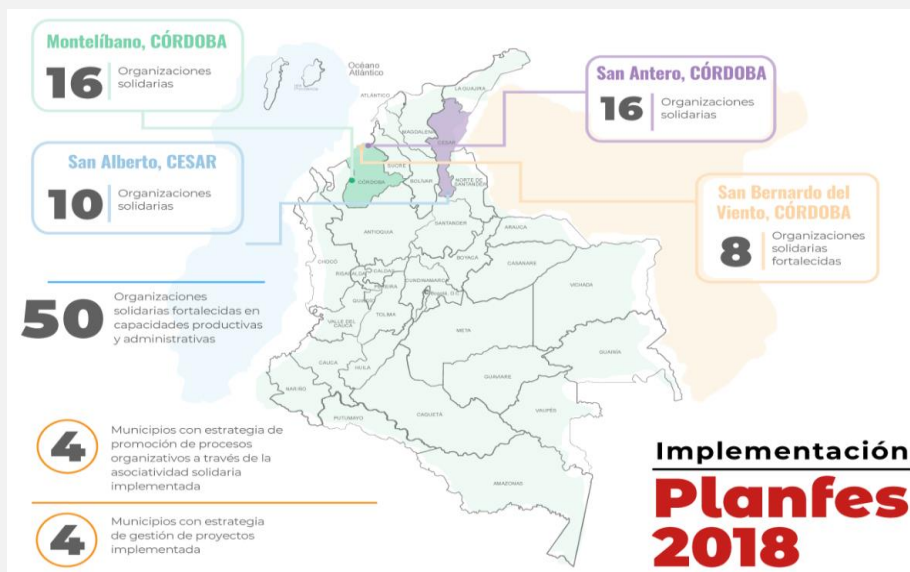 Montelíbano, CÓRDOBA
16
Organizaciones
solidarias
San Alberto, CESAR
10
Organizaciones
solidarias
50
Organizaciones
solidarias fortalecidas en
capacidades productivas
y administrativas
4
Municipios con estrategia de
promoción de procesos
organizativos a través de la
asociatividad solidaria
implementada
4
Municipios con estrategia
de gestión de proyectos
implementada
San Antero, CÓRDOBA
16
Organizaciones
solidarias
San Bernardo del
Viento, CÓRDOBA
8
Organizaciones
solidarias
fortalecidas
Océano
Atlántico
ATLÁNTICO
LA GUAJIRA
MAGDALENA
CESAR
SUCRE
CÓRDOBA
BOLÍVAR
NORTE DE
SANTANDER
ANTIOQUIA
SANTANDER
ARAUCA
CHOCÓ
BOYACÁ
CASANARE
RISARALDA
CALDAS
CUNDINAMARCA
VICHADA
QUINDÍO
TOLIMA
VALLE DEL
CAUCA
META
GUAINÍA
CAUCA
HUILA
GUAVIARE
NARIÑO
VAUPÉS
PUTUMAYO
CAQUETÁ
AMAZONAS
Implementación
Planfes
2018